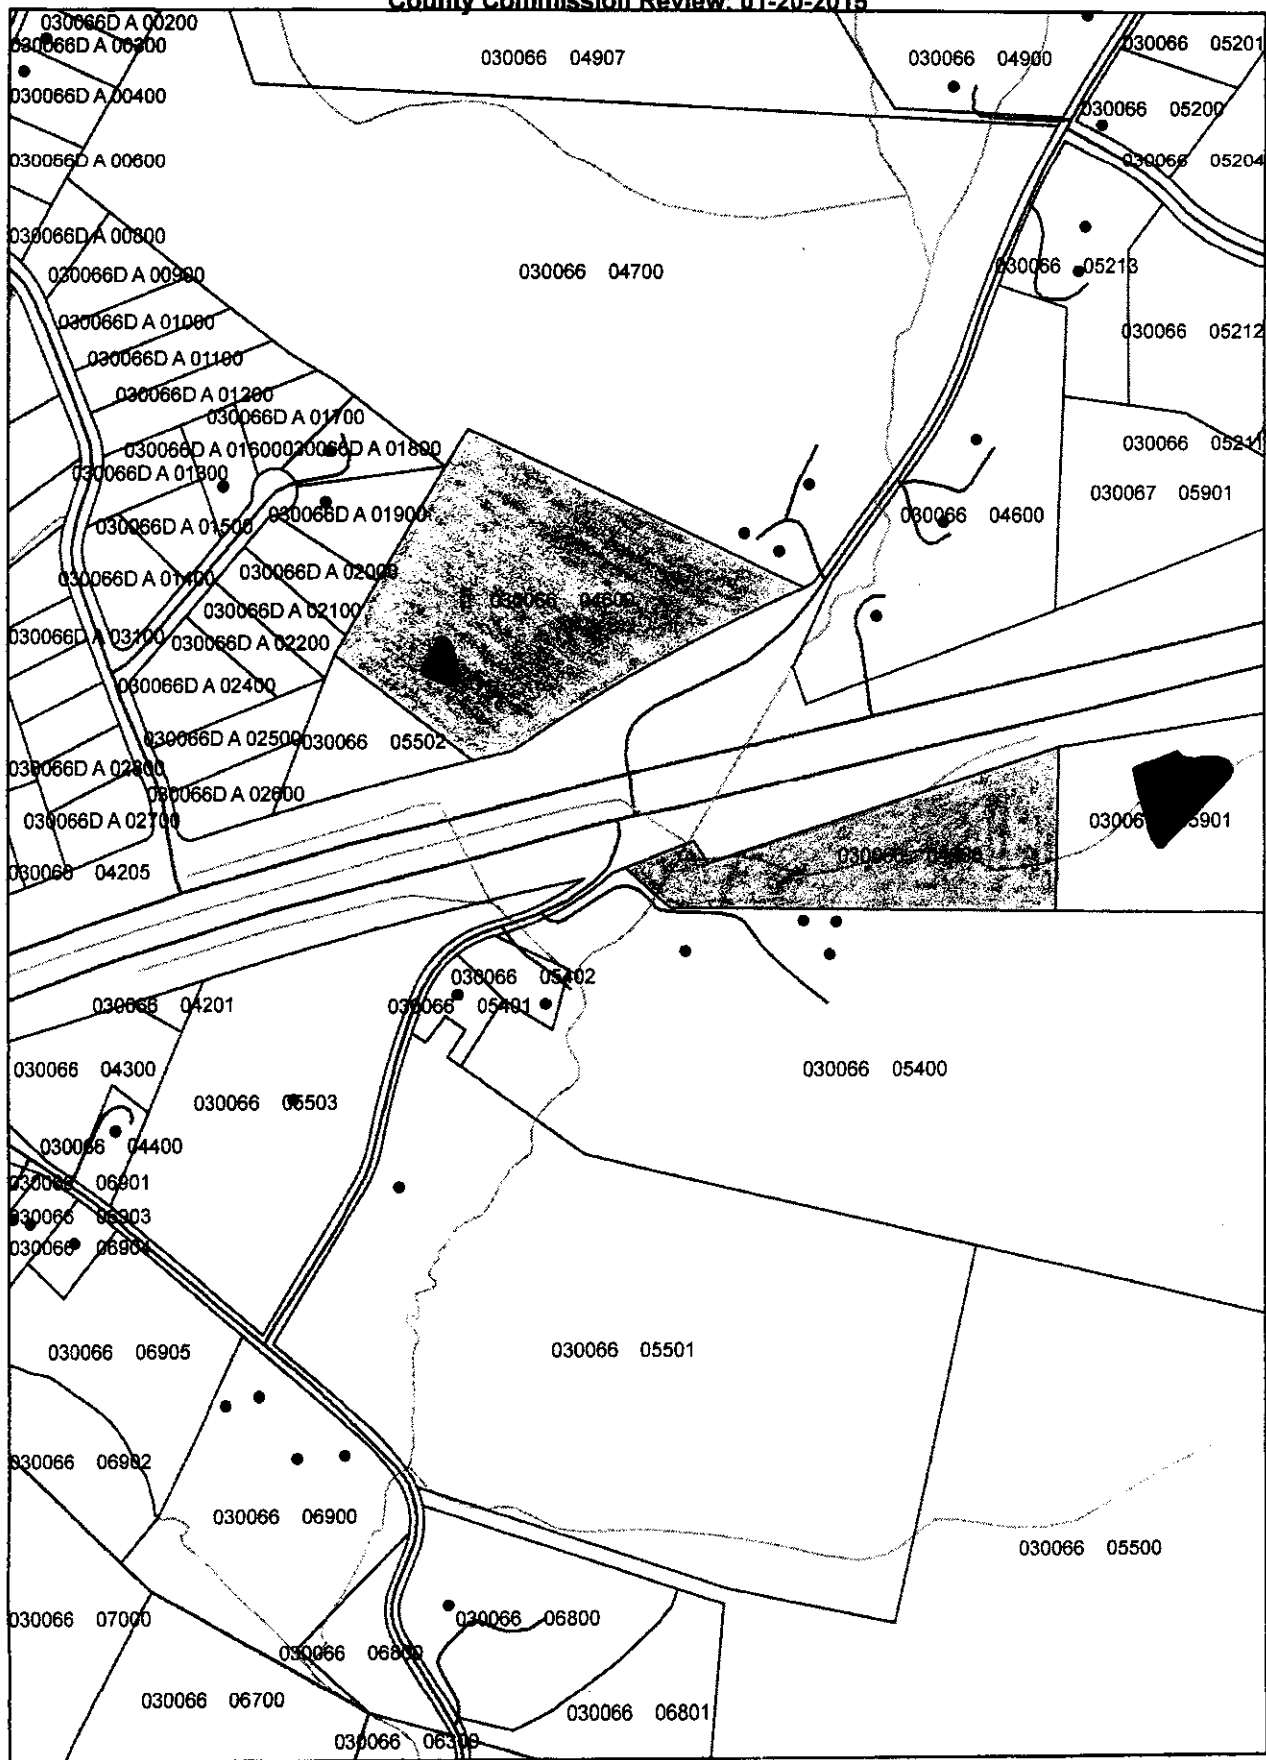 County Commission Review: 01-20-2015
030066D A 00200
030066D A 00300
030066 04907
030066 04900
030066 05201
030066D A 00400
030066 05200
030066D A 00600
030066 05204
030066D A 00800
030066D A 00900
030066 04700
030066 05213
030066D A 01000
030066 05212
030066D A 01100
030066D A 01200
030066D A 01700
030066D A 01600
030066D A 01800
030066 0521
030066D A 01300
030067 05901
030066D A 01500
030066D A 01900
030066 04600
030066D A 01400
030066D A 02000
030066 04600
030066D A 02100
030066D A 03100
030066D A 02200
030066D A 02400
030066D A 02500
030066 05502
030066D A 02800
030066D A 02600
030066D A 02700
03006 5901
030066 04205
030066 05402
030066 04201
030066 05401
030066 04300
030066 05400
030066 05503
030066 04400
030066 06901
030066 06903
030066 06904
030066 06905
030066 05501
030066 06902
030066 06900
030066 05500
030066 07000
030066 06800
030066 06800
030066 06700
030066 06801
030066 06300